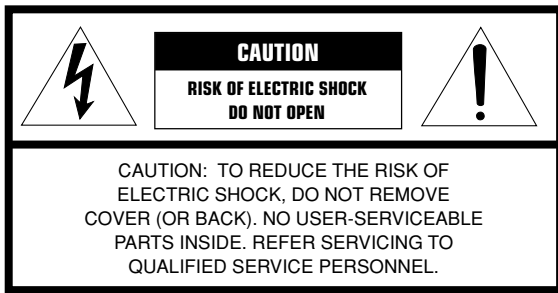 CAUTION
RISK OF ELECTRIC SHOCK
DO NOT OPEN
CAUTION: TO REDUCE THE RISK OF
ELECTRIC SHOCK, DO NOT REMOVE
COVER (OR BACK). NO USER-SERVICEABLE
PARTS INSIDE. REFER SERVICING TO
QUALIFIED SERVICE PERSONNEL.